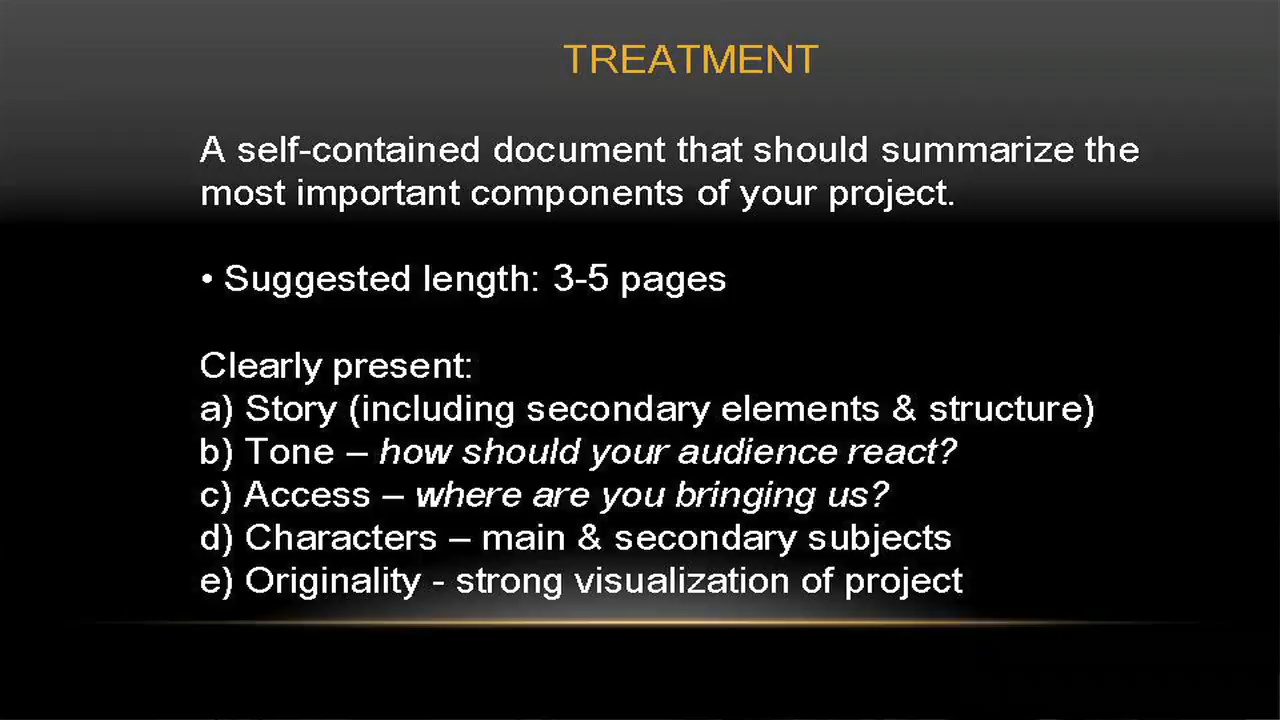 TREATMENT
A self-contained document that should summarize the
most important components of your project.
• Suggested length: 3-5 pages
Clearly present:
a) Story (including secondary elements & structure)
b) Tone – how should your audience react?
c) Access – where are you bringing us?
d) Characters – main & secondary subjects
e) Originality - strong visualization of project